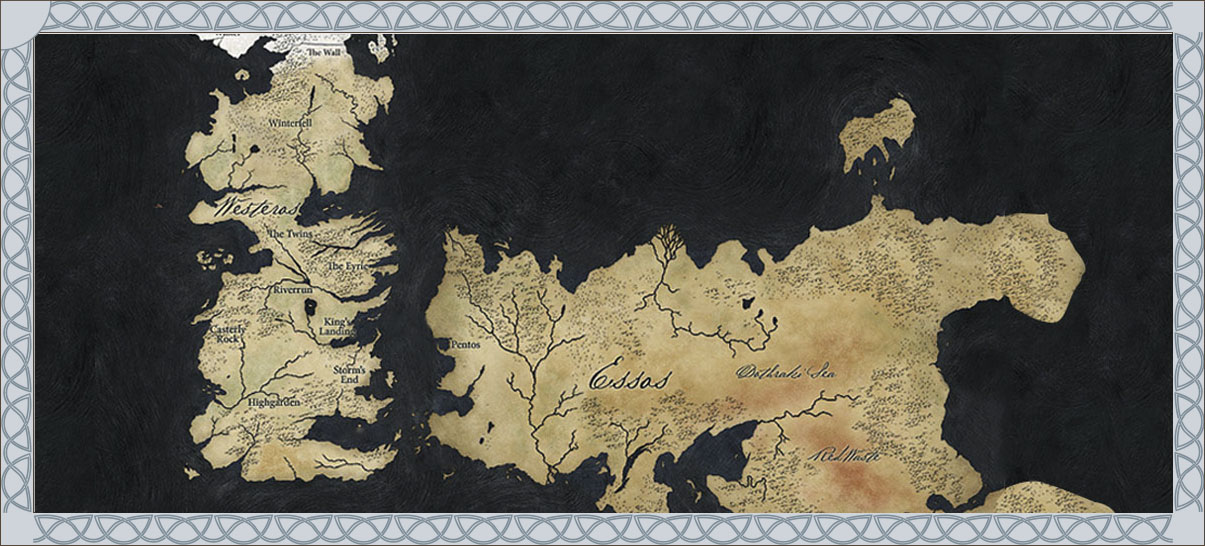 The Wall
Winterfell
Westeros
The Twins
The Eyrie
Riverrun
King's
Landing
Casterly
Rock
Pentos
Storm's
End
Essos
Dothraki Sea
Highgarden
Red Waste